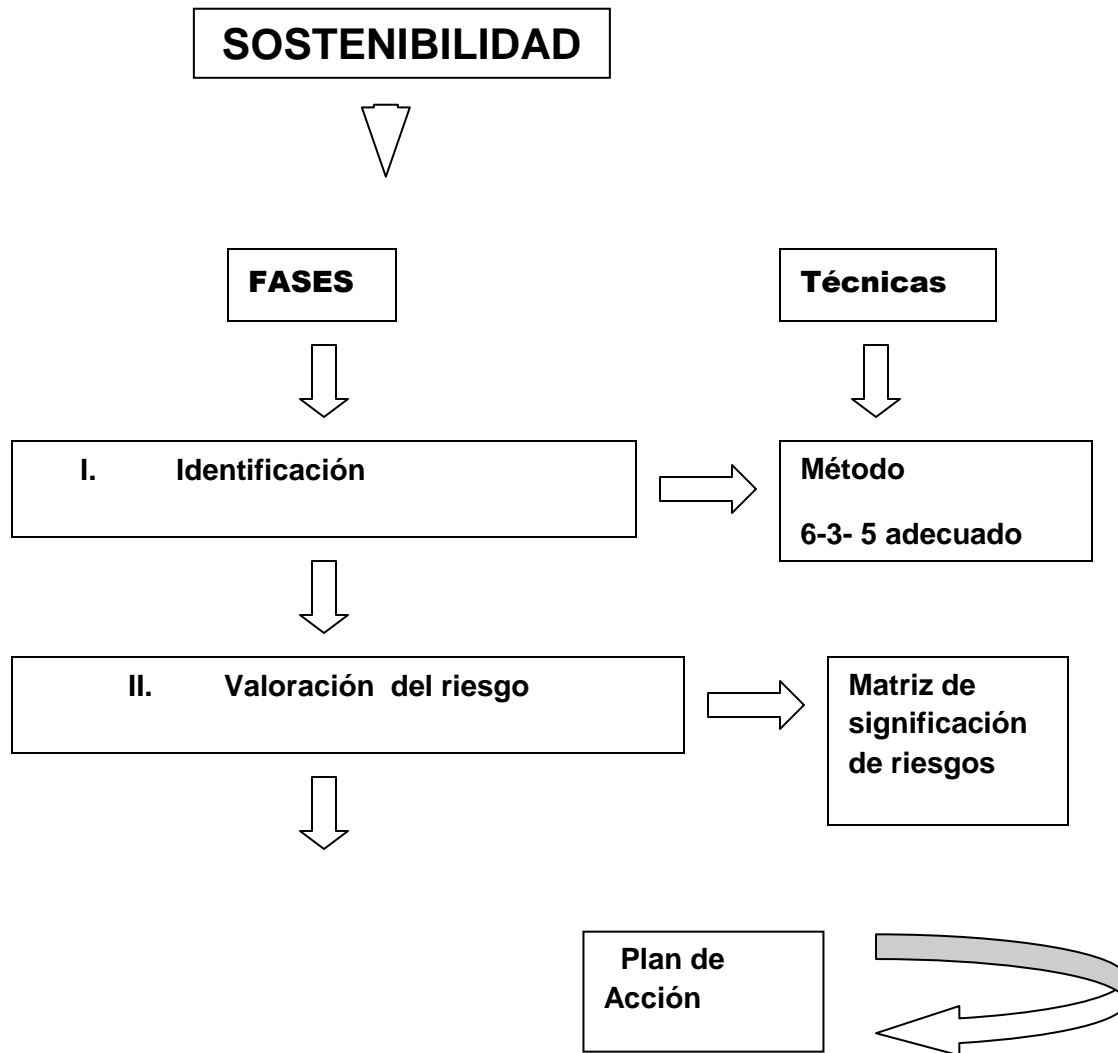 SOSTENIBILIDAD
FASES
Técnicas
I. Identificación
Método
6-3- 5 adecuado
II. Valoración del riesgo
Matriz de
significación
de riesgos
Plan de
Acción